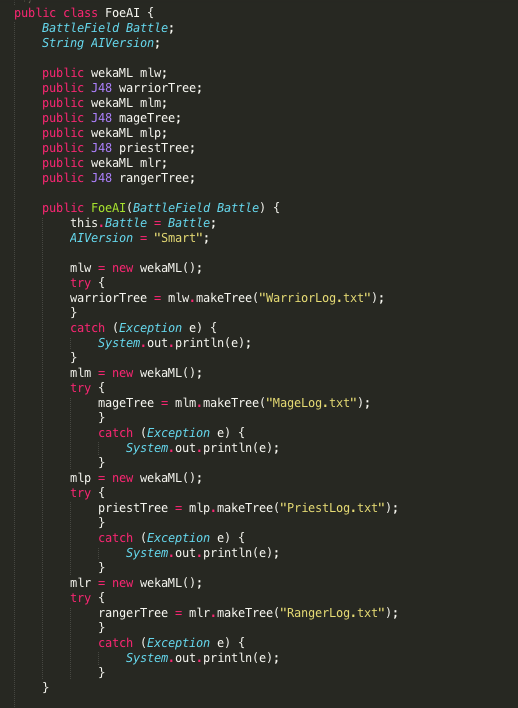 public class FoeAI {
    BattleField Battle;
    String AIVersion;

    public wekaML mlw;
    public J48 warriorTree;
    public wekaML mlm;
    public J48 mageTree;
    public wekaML mlp;
    public J48 priestTree;
    public wekaML mlr;
    public J48 rangerTree;

    public FoeAI(BattleField Battle) {
        this.Battle = Battle;
        AIVersion = "Smart";

        mlw = new wekaML();
        try {
        warriorTree = mlw.makeTree("WarriorLog.txt");
        }
        catch (Exception e) {
            System.out.println(e);
        }
        mlm = new wekaML();
        try {
            mageTree = mlm.makeTree("MageLog.txt");
            }
            catch (Exception e) {
                System.out.println(e);
            }
        mlp = new wekaML();
        try {
            priestTree = mlp.makeTree("PriestLog.txt");
            }
            catch (Exception e) {
                System.out.println(e);
            }
        mlr = new wekaML();
        try {
            rangerTree = mlr.makeTree("RangerLog.txt");
            }
            catch (Exception e) {
                System.out.println(e);
            }
    }